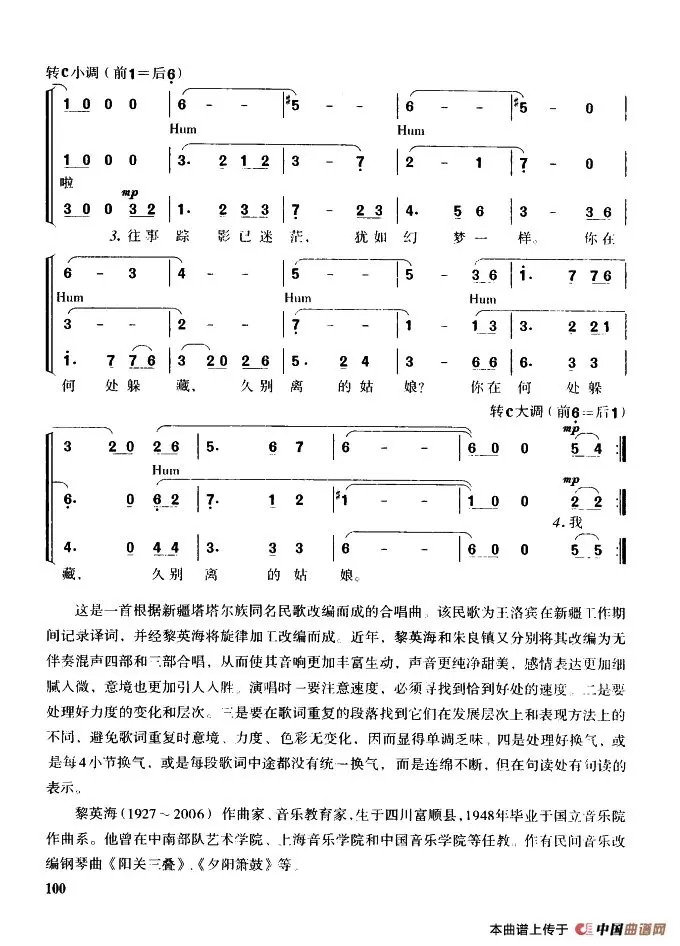 转C小调（前1＝后6）
1 0 0 0 0 | 6 - - | #5 - - | 6 - - | #5 - 0 |
Hum Hum
1 0 0 0 0 | 3. 2 1 2 | 3 - 7 | 2 - 1 | 7 - 0 |
啦
mp
3 0 0 3 2 | 1. 2 3 3 | 7 - 2 3 | 4. 5 6 | 3 - 3 6 |
3.往事 踪 影已迷 茫， 犹如 幻 梦一 样。 你在
6 - 3 | 4 - - | 5 - - | 5 - 3 6 | 1. 7 7 6 |
Hum Hum Hum
3 - - | 2 - - | 7 - - | 1 - 1 3 | 3. 2 2 1 |
1. 7 7 6 | 3 2 0 2 6 | 5. 2 4 | 3 - 6 6 | 6. 3 3 |
何 处躲 藏， 久别 离 的姑 娘？ 你在 何 处躲
转C大调（前6＝后1）
mp
3 2 0 2 6 | 5. 6 7 | 6 - - | 6 0 0 0 5 4 :|
Hum
mp
6. 0 6 2 | 7. 1 2 | #1 - - | 1 0 0 0 2 2 :|
4.我
4. 0 4 4 | 3. 3 3 | 6 - - | 6 0 0 0 5 5 :|
藏， 久别 离 的姑 娘。
这是一首根据新疆塔塔尔族同名民歌改编而成的合唱曲。该民歌为王洛宾在新疆工作期
间记录译词，并经黎英海将旋律加工改编而成。近年，黎英海和朱良镇又分别将其改编为无
伴奏混声四部和三部合唱，从而使其音响更加丰富生动，声音更纯净甜美，感情表达更加细
腻入微，意境也更加引人入胜。演唱时一要注意速度，必须寻找到恰到好处的速度。二是要
处理好力度的变化和层次。三是要在歌词重复的段落找到它们在发展层次上和表现方法上的
不同，避免歌词重复时意境、力度、色彩无变化，因而显得单调乏味。四是处理好换气，或
是每4小节换气，或是每段歌词中途都没有统一换气，而是连绵不断，但在句读处有句读的
表示。
黎英海（1927～2006）作曲家、音乐教育家，生于四川富顺县，1948年毕业于国立音乐院
作曲系。他曾在中南部队艺术学院、上海音乐学院和中国音乐学院等任教。作有民间音乐改
编钢琴曲《阳关三叠》、《夕阳箫鼓》等。
100
本曲谱上传于 中国曲谱网